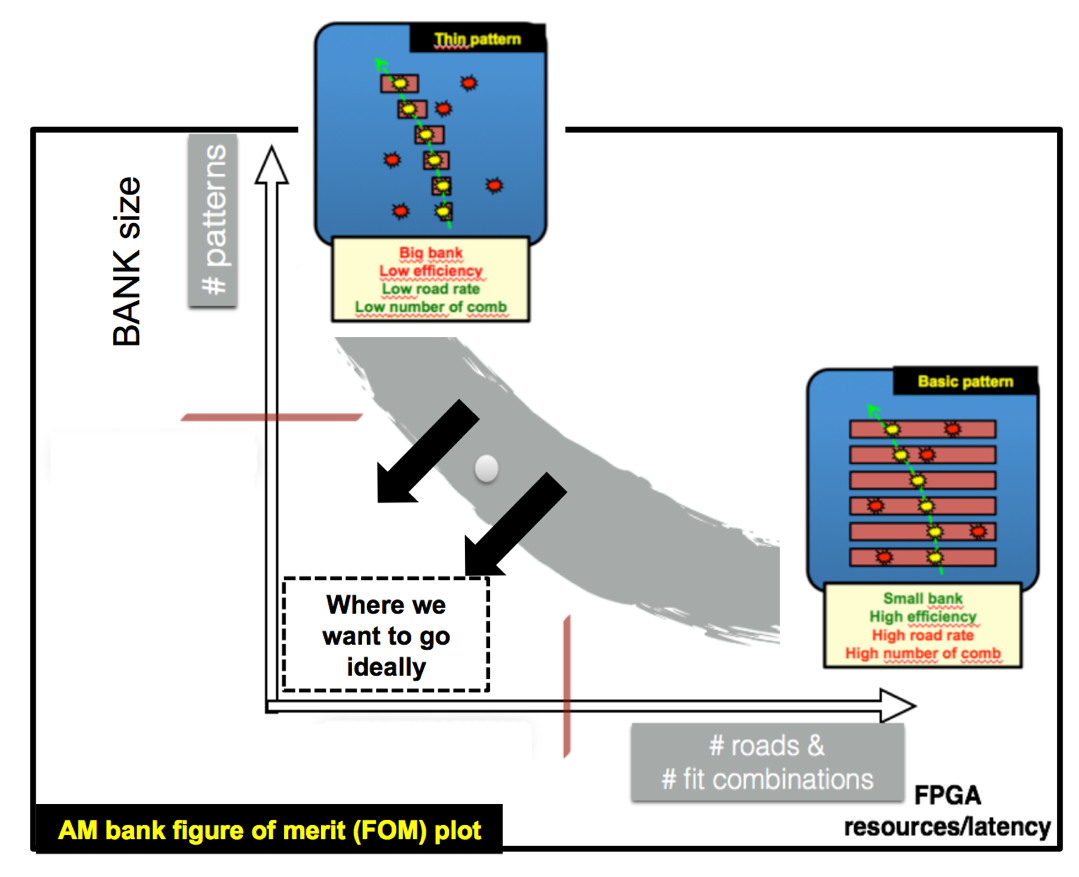 Thin pattern
Big bank
Low efficiency
Low road rate
Low number of comb
BANK size
# patterns
Basic pattern
Small bank
High efficiency
High road rate
High number of comb
Where we
want to go
ideally
# roads &
# fit combinations
FPGA
resources/latency
AM bank figure of merit (FOM) plot